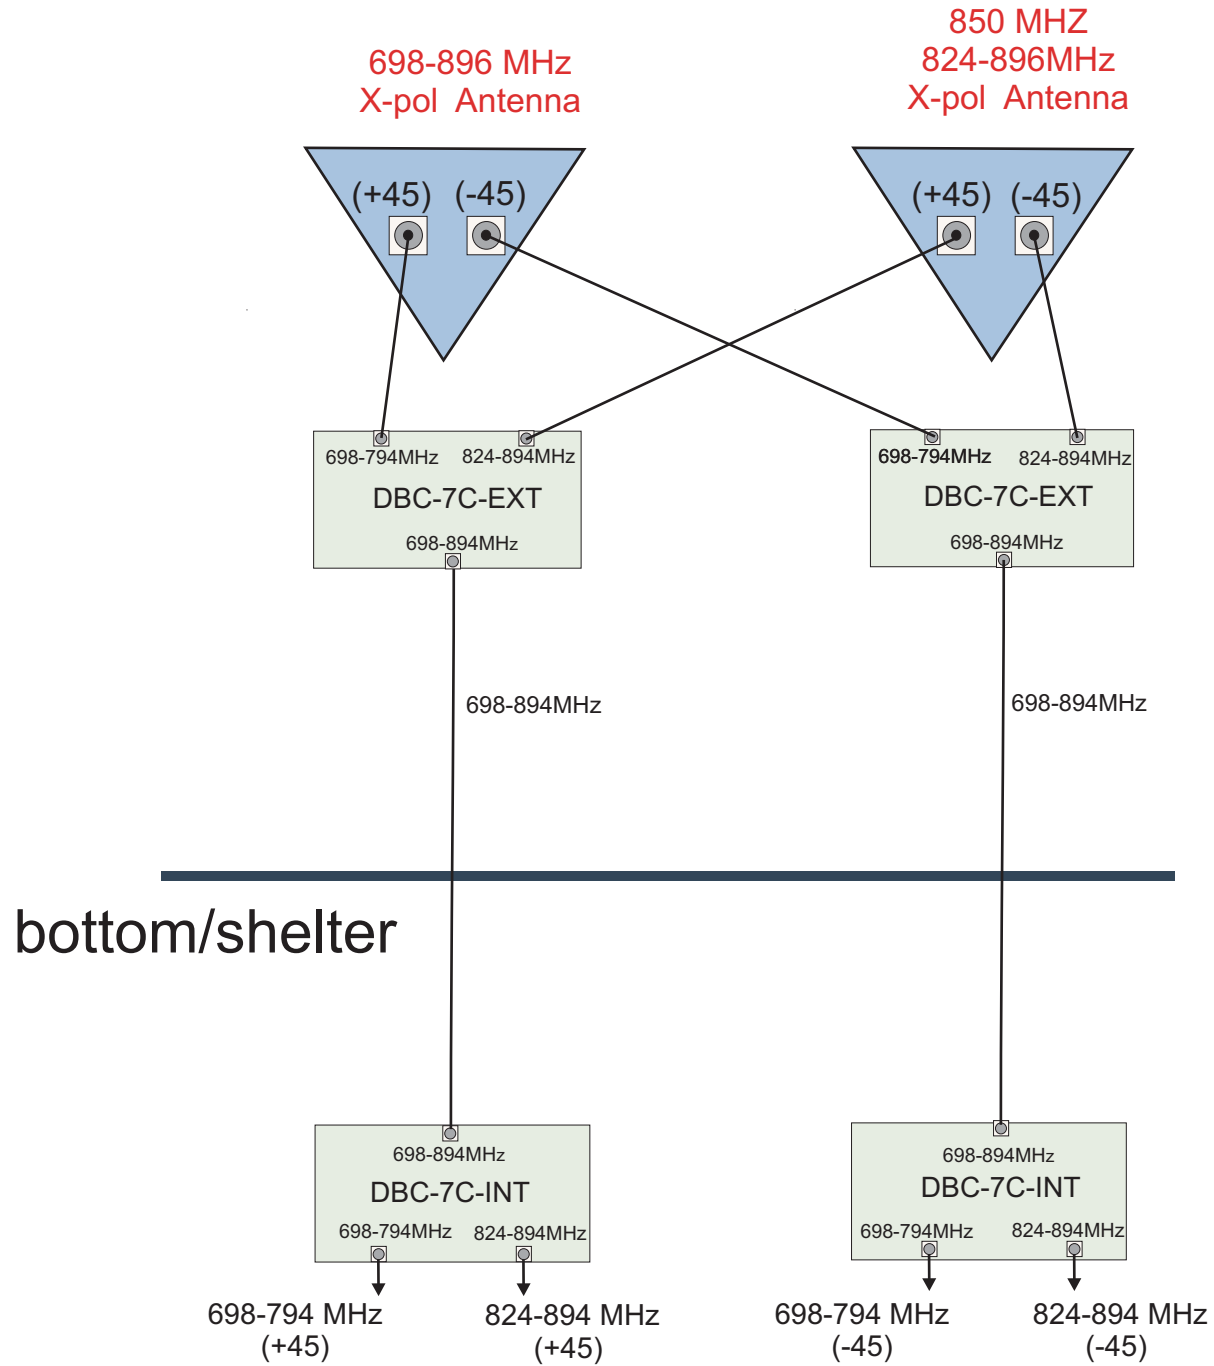 698-896 MHz
X-pol Antenna
850 MHZ
824-896MHz
X-pol Antenna
(+45) (-45)
(+45) (-45)
698-794MHz 824-894MHz
DBC-7C-EXT
698-894MHz
698-794MHz 824-894MHz
DBC-7C-EXT
698-894MHz
698-894MHz
698-894MHz
bottom/shelter
698-894MHz
DBC-7C-INT
698-794MHz 824-894MHz
698-894MHz
DBC-7C-INT
698-794MHz 824-894MHz
698-794 MHz
(+45)
824-894 MHz
(+45)
698-794 MHz
(-45)
824-894 MHz
(-45)